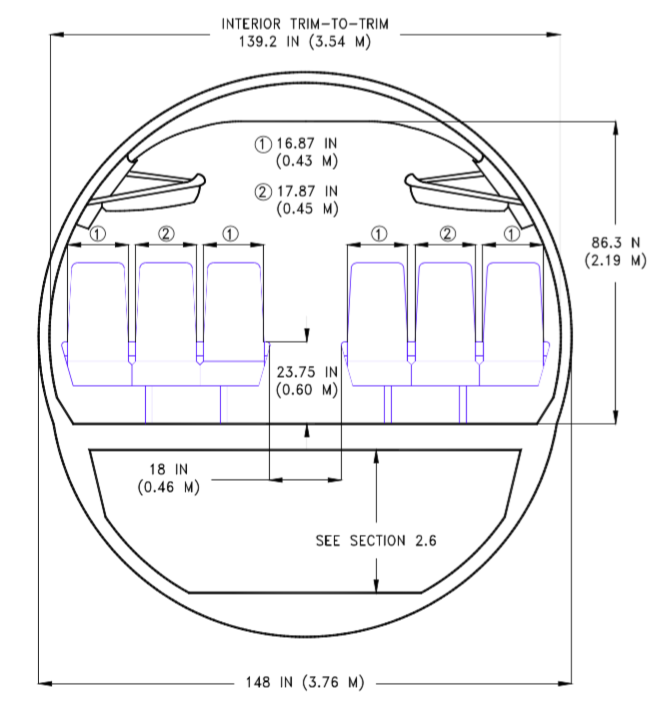 INTERIOR TRIM-TO-TRIM
139.2 IN (3.54 M)
① 16.87 IN
(0.43 M)
② 17.87 IN
(0.45 M)
① ② ① ① ② ①
86.3 N
(2.19 M)
23.75 IN
(0.60 M)
18 IN
(0.46 M)
SEE SECTION 2.6
148 IN (3.76 M)